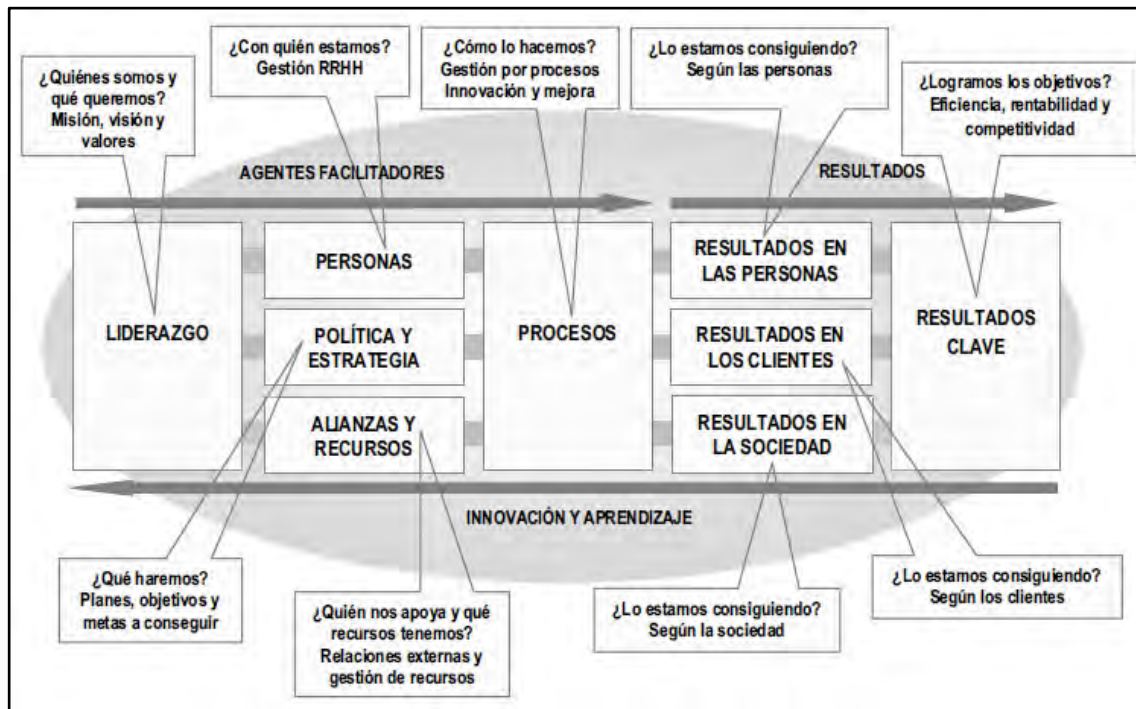 ¿Quiénes somos y
qué queremos?
Misión, visión y
valores
¿Con quién estamos?
Gestión RRHH
¿Cómo lo hacemos?
Gestión por procesos
Innovación y mejora
¿Lo estamos consiguiendo?
Según las personas
¿Logramos los objetivos?
Eficiencia, rentabilidad y
competitividad
AGENTES FACILITADORES
RESULTADOS
LIDERAZGO
PERSONAS
POLÍTICA Y
ESTRATEGIA
ALIANZAS Y
RECURSOS
PROCESOS
RESULTADOS EN
LAS PERSONAS
RESULTADOS EN
LOS CLIENTES
RESULTADOS EN
LA SOCIEDAD
RESULTADOS
CLAVE
INNOVACIÓN Y APRENDIZAJE
¿Qué haremos?
Planes, objetivos y
metas a conseguir
¿Quién nos apoya y qué
recursos tenemos?
Relaciones externas y
gestión de recursos
¿Lo estamos consiguiendo?
Según la sociedad
¿Lo estamos consiguiendo?
Según los clientes